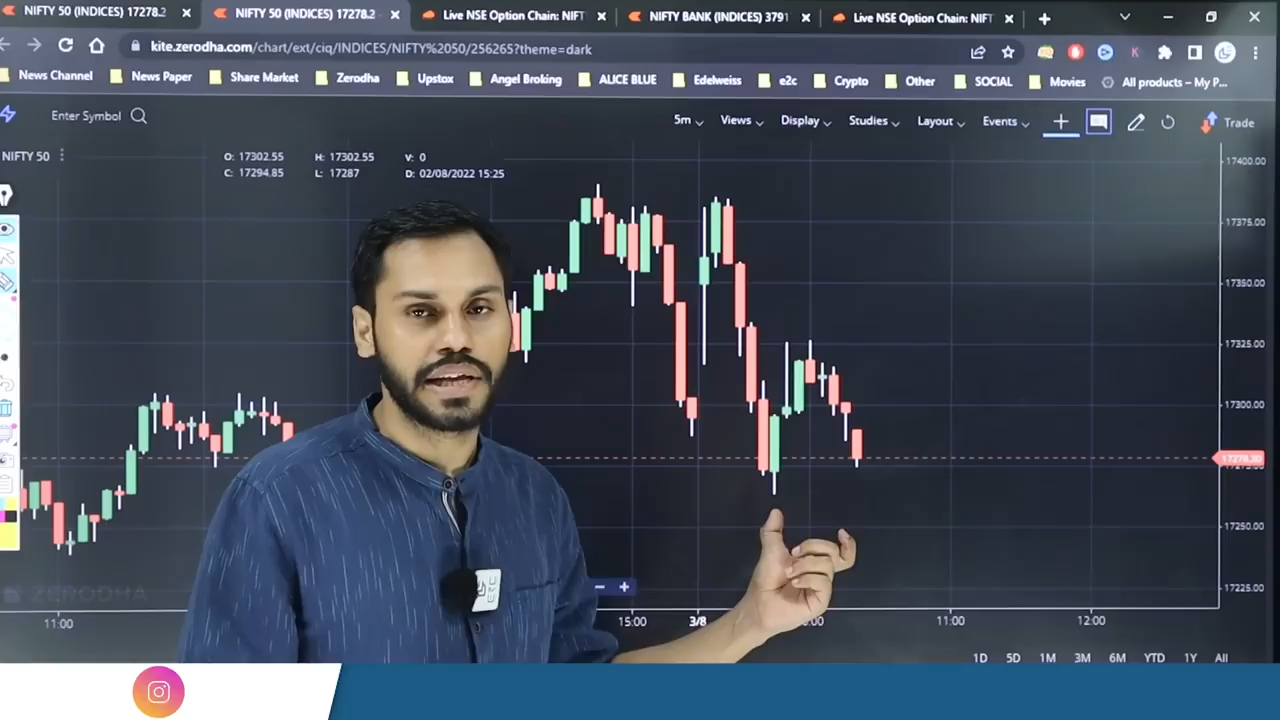 NIFTY 50 (INDICES) 17278.2
NIFTY 50 (INDICES) 17278.2
Live NSE Option Chain: NIFT
NIFTY BANK (INDICES) 3791
Live NSE Option Chain: NIFT
kite.zerodha.com/chart/ext/ciq/INDICES/NIFTY%2050/256265?theme=dark
News Channel News Paper Share Market Zerodha Upstox Angel Broking ALICE BLUE Edelweiss e2c Crypto Other SOCIAL Movies All products – My P...
Enter Symbol
5m Views Display Studies Layout Events Trade
NIFTY 50
O: 17302.55 H: 17302.55 V: 0
C: 17294.85 L: 17287 D: 02/08/2022 15:25
17400.00
17375.00
17350.00
17325.00
17300.00
17278.30
17250.00
17225.00
ZERODHA
11:00 15:00 3/8 11:00 12:00
1D 5D 1M 3M 6M YTD 1Y All